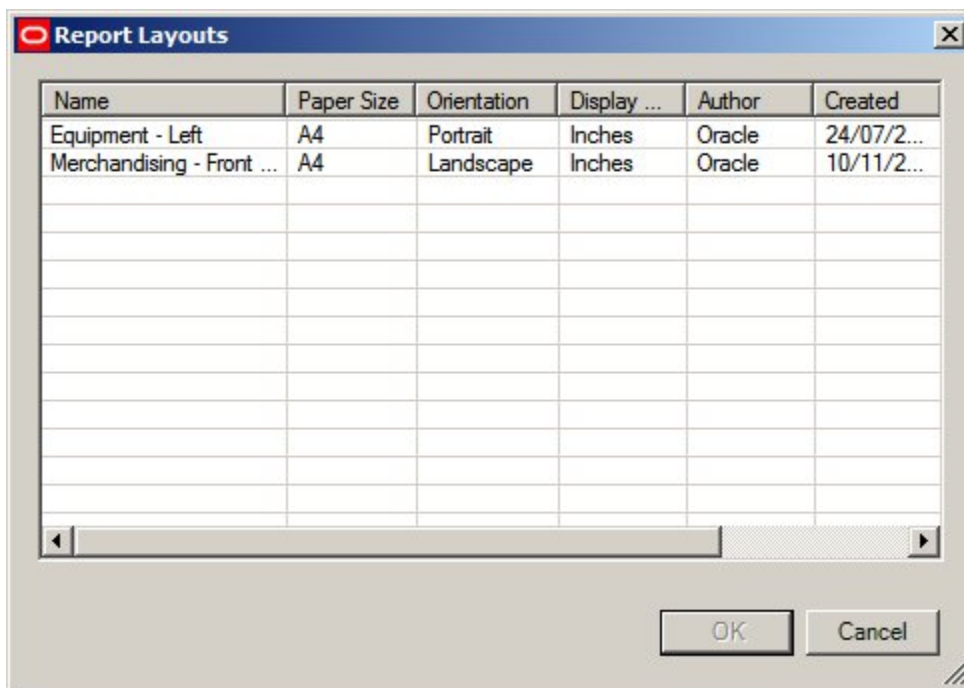 Report Layouts
Name Paper Size Orientation Display ... Author Created
Equipment - Left A4 Portrait Inches Oracle 24/07/2...
Merchandising - Front ... A4 Landscape Inches Oracle 10/11/2...
OK Cancel